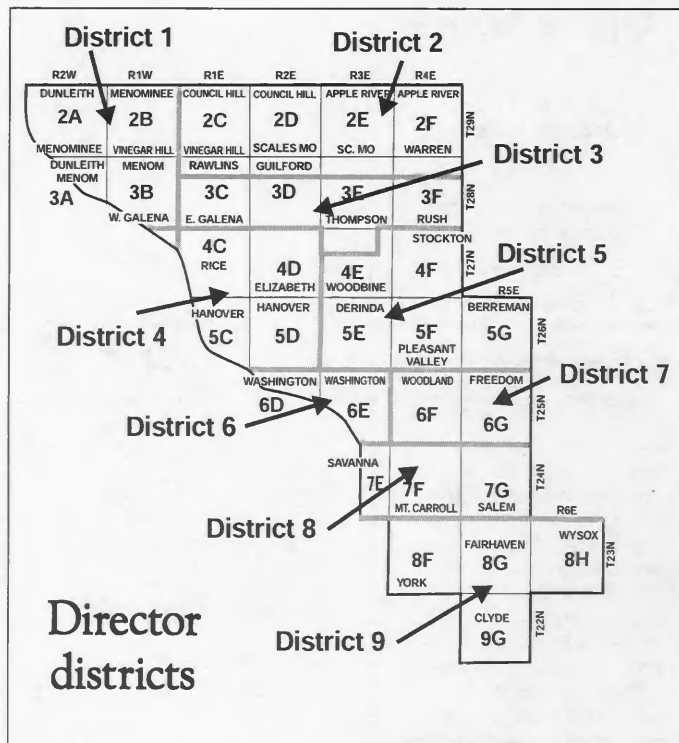 District 1
District 2
R2W R1W R1E R2E R3E R4E
DUNLEITH MENOMINEE COUNCIL HILL COUNCIL HILL APPLE RIVER APPLE RIVER
2A 2B 2C 2D 2E 2F
T29N
MENOMINEE VINEGAR HILL VINEGAR HILL SCALES MO SC. MO WARREN
DUNLEITH MENOM RAWLINS GUILFORD
MENOM
District 3
3A 3B 3C 3D 3E 3F
T28N
W. GALENA E. GALENA THOMPSON RUSH
4C STOCKTON
RICE 4D 4E 4F
T27N
ELIZABETH WOODBINE
District 5
R5E
HANOVER HANOVER DERINDA BERREMAN
District 4
5C 5D 5E 5F 5G
T26N
PLEASANT
VALLEY
WASHINGTON WASHINGTON WOODLAND FREEDOM
District 7
6D 6E 6F 6G
T25N
District 6
SAVANNA
7E 7F 7G
T24N
MT. CARROLL SALEM
District 8
R6E
FAIRHAVEN WYSOX
8F 8G 8H
T23N
YORK
Director
districts
CLYDE
District 9
9G
T22N